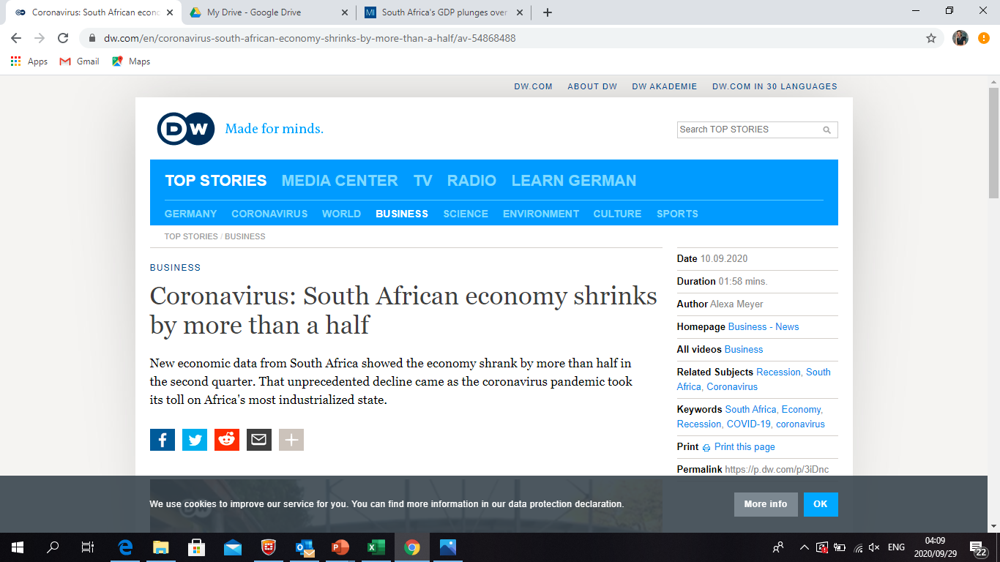 Coronavirus: South African econ
My Drive - Google Drive
MI South Africa's GDP plunges over
dw.com/en/coronavirus-south-african-economy-shrinks-by-more-than-a-half/av-54868488
Apps Gmail Maps
DW.COM ABOUT DW DW AKADEMIE DW.COM IN 30 LANGUAGES
DW Made for minds.
Search TOP STORIES
TOP STORIES MEDIA CENTER TV RADIO LEARN GERMAN
GERMANY CORONAVIRUS WORLD BUSINESS SCIENCE ENVIRONMENT CULTURE SPORTS
TOP STORIES / BUSINESS
BUSINESS
Coronavirus: South African economy shrinks
by more than a half
New economic data from South Africa showed the economy shrank by more than half in
the second quarter. That unprecedented decline came as the coronavirus pandemic took
its toll on Africa's most industrialized state.
Date 10.09.2020
Duration 01:58 mins.
Author Alexa Meyer
Homepage Business - News
All videos Business
Related Subjects Recession, South
Africa, Coronavirus
Keywords South Africa, Economy,
Recession, COVID-19, coronavirus
Print Print this page
Permalink https://p.dw.com/p/3iDnc
We use cookies to improve our service for you. You can find more information in our data protection declaration.
More info OK
ENG
04:09
2020/09/29
22